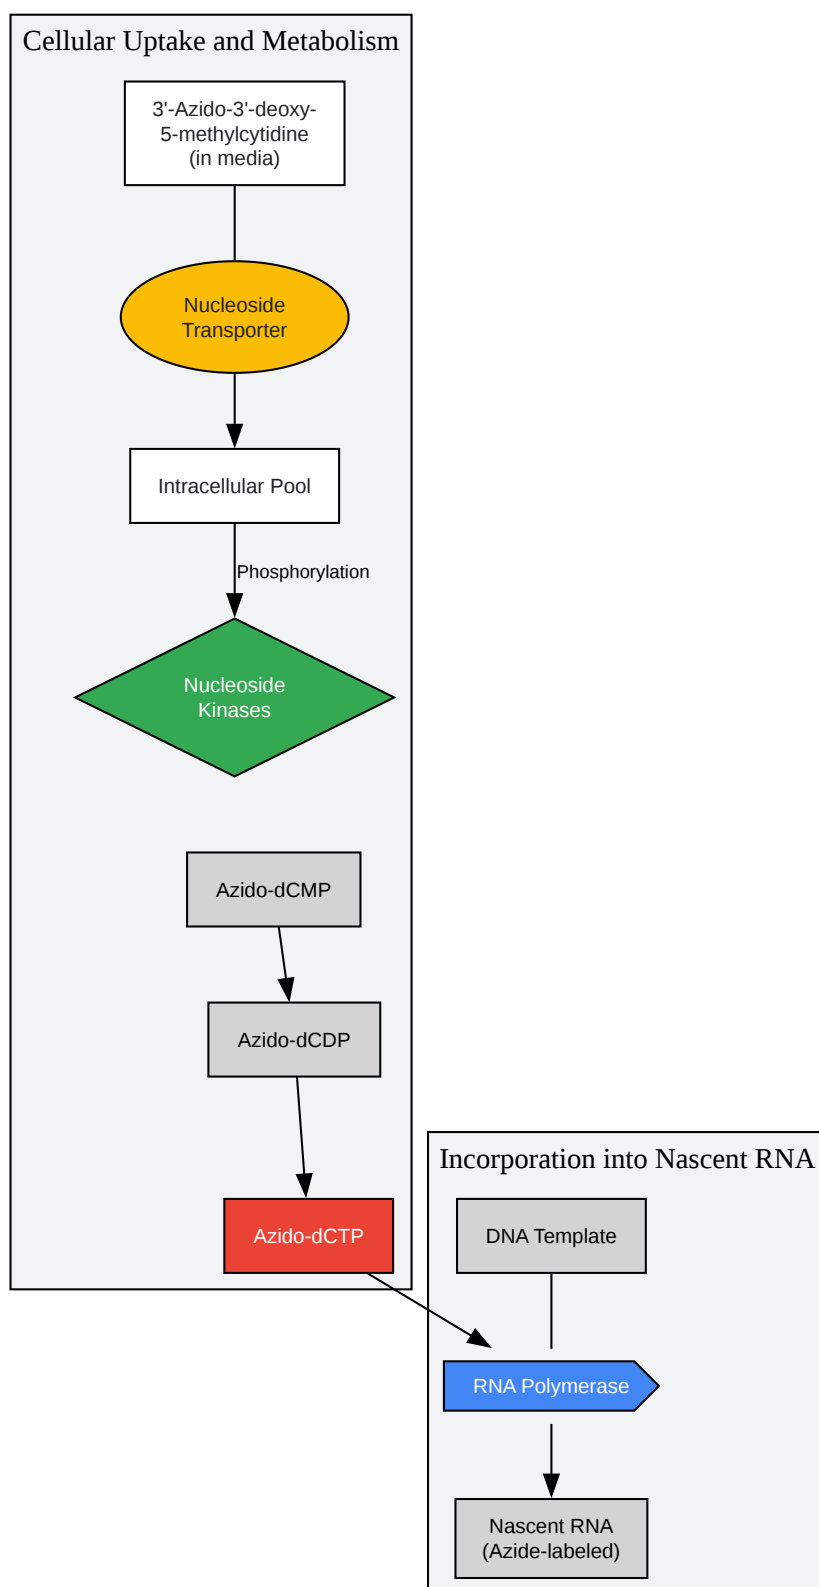 Cellular Uptake and Metabolism
3'-Azido-3'-deoxy-
5-methylcytidine
(in media)
Nucleoside
Transporter
Intracellular Pool
Phosphorylation
Nucleoside
Kinases
Azido-dCMP
Azido-dCDP
Azido-dCTP
Incorporation into Nascent RNA
DNA Template
RNA Polymerase
Nascent RNA
(Azide-labeled)